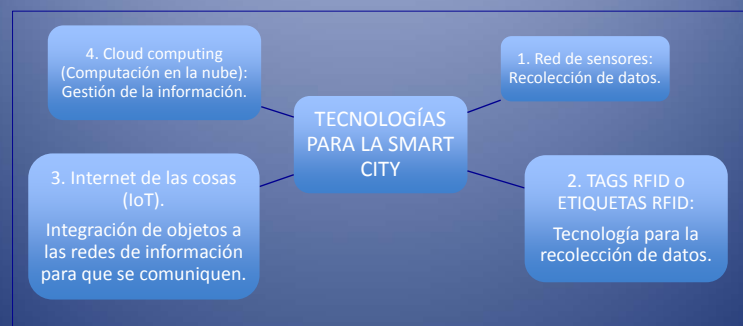 4. Cloud computing
(Computación en la nube):
Gestión de la información.
1. Red de sensores:
Recolección de datos.
TECNOLOGÍAS
PARA LA SMART
CITY
3. Internet de las cosas
(IoT).
Integración de objetos a
las redes de información
para que se comuniquen.
2. TAGS RFID o
ETIQUETAS RFID:
Tecnología para la
recolección de datos.